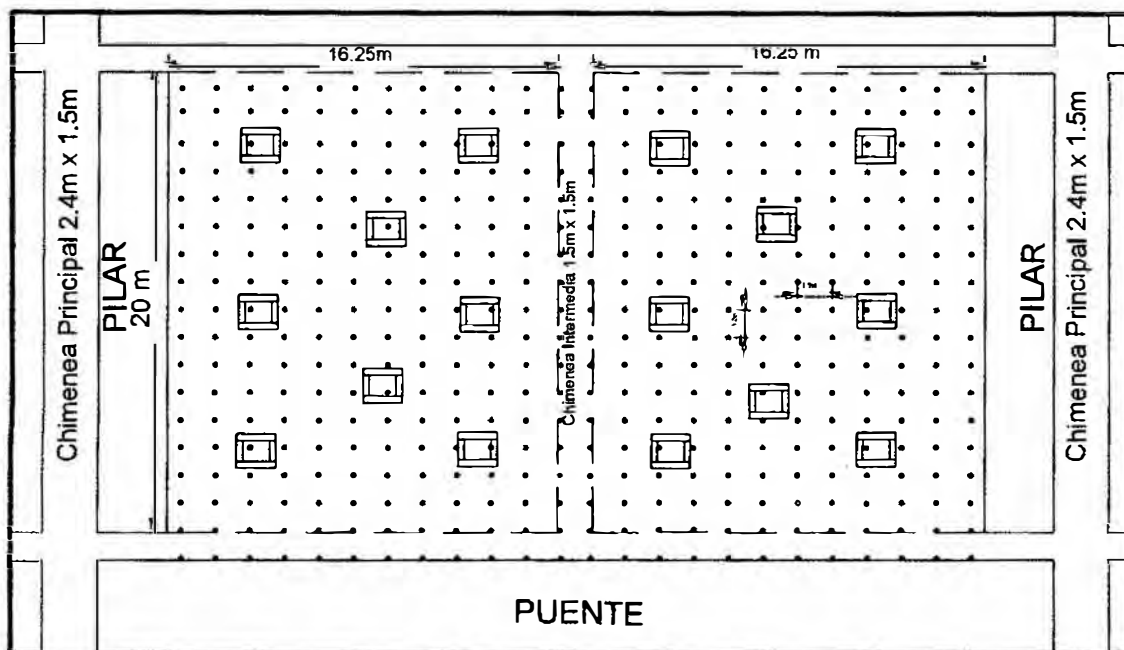 16.25m
16.25 m
Chimenea Principal 2.4m x 1.5m
PILAR
20 m
Chimenea Intermedia 1.5m x 1.5m
PILAR
Chimenea Principal 2.4m x 1.5m
PUENTE